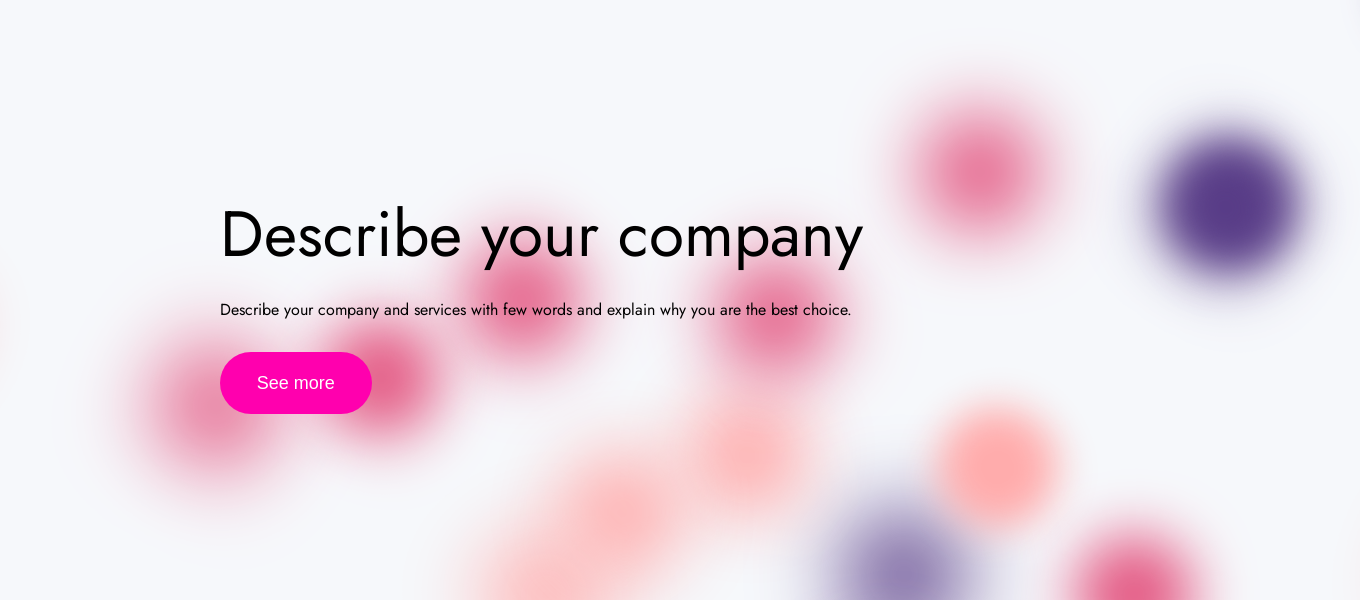 Describe your company
Describe your company and services with few words and explain why you are the best choice.
See more